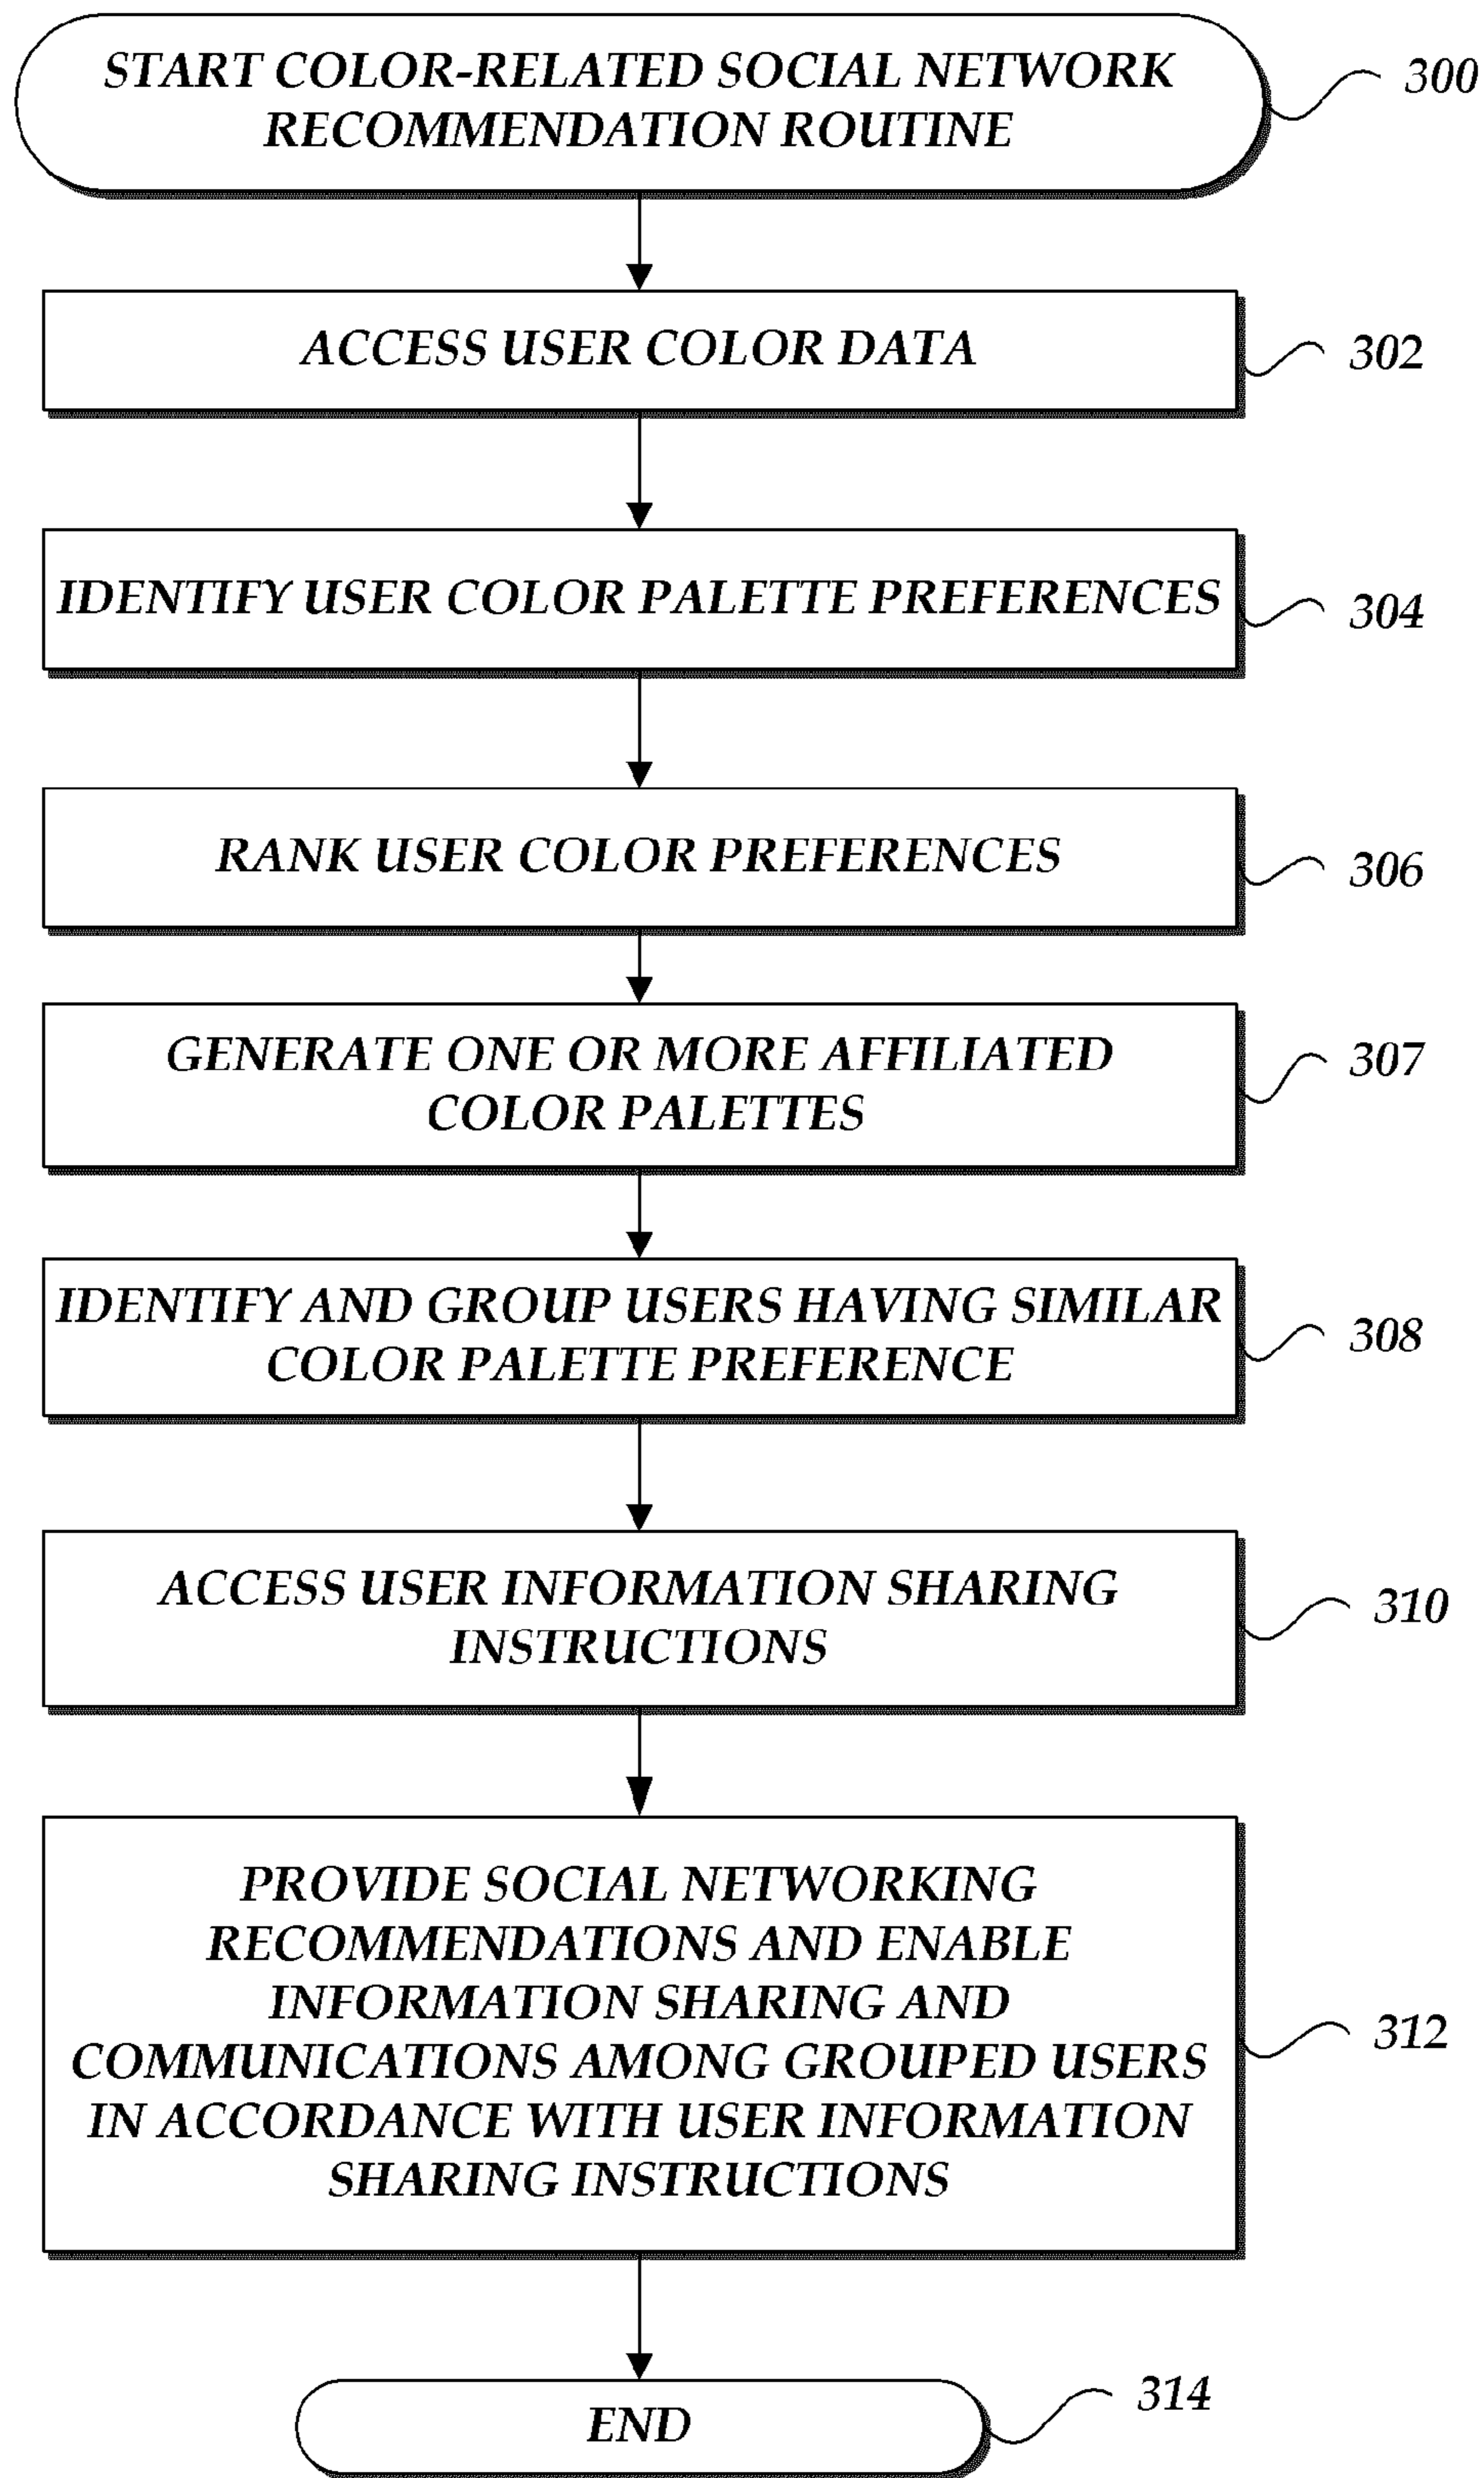 START COLOR-RELATED SOCIAL NETWORK
RECOMMENDATION ROUTINE
300
ACCESS USER COLOR DATA
302
IDENTIFY USER COLOR PALETTE PREFERENCES
304
RANK USER COLOR PREFERENCES
306
GENERATE ONE OR MORE AFFILIATED
COLOR PALETTES
307
IDENTIFY AND GROUP USERS HAVING SIMILAR
COLOR PALETTE PREFERENCE
308
ACCESS USER INFORMATION SHARING
INSTRUCTIONS
310
PROVIDE SOCIAL NETWORKING
RECOMMENDATIONS AND ENABLE
INFORMATION SHARING AND
COMMUNICATIONS AMONG GROUPED USERS
IN ACCORDANCE WITH USER INFORMATION
SHARING INSTRUCTIONS
312
END
314